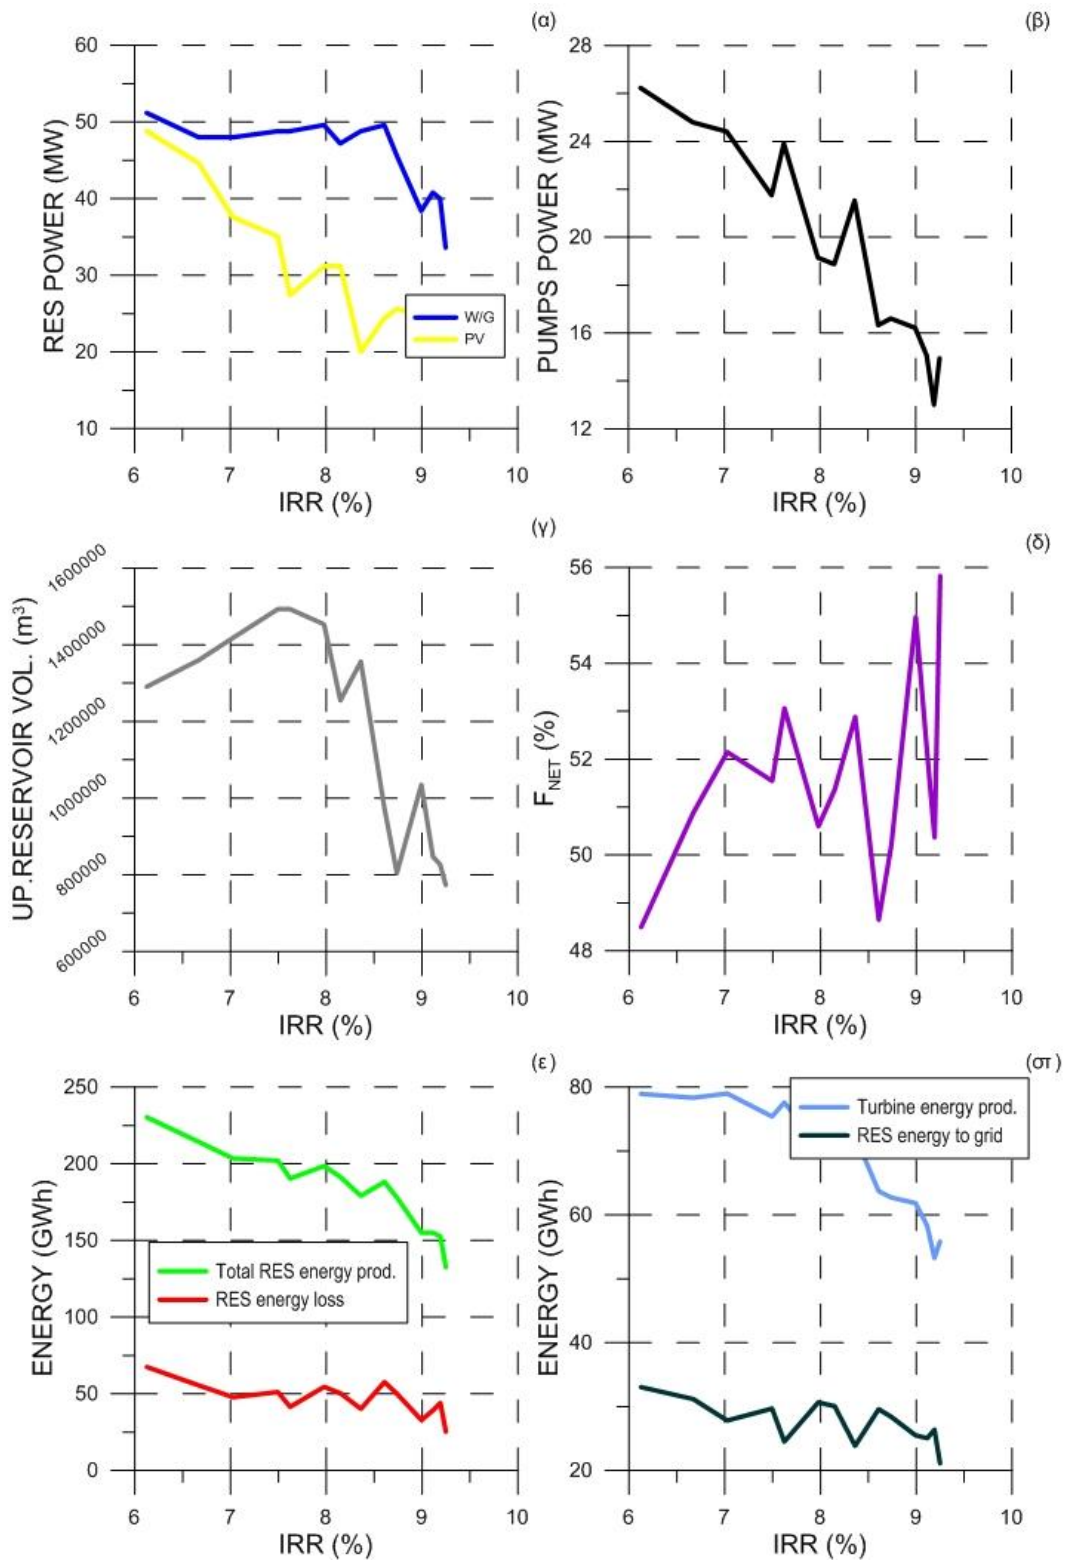 (α)
60
50
40
30
20
10
RES POWER (MW)
W/G
PV
6 7 8 9 10
IRR (%)
(β)
28
24
20
16
12
PUMPS POWER (MW)
6 7 8 9 10
IRR (%)
(γ)
1600000
1400000
1200000
1000000
800000
600000
UP.RESERVOIR VOL. (m³)
6 7 8 9 10
IRR (%)
(δ)
56
54
52
50
48
F_NET (%)
6 7 8 9 10
IRR (%)
(ε)
250
200
150
100
50
0
ENERGY (GWh)
Total RES energy prod.
RES energy loss
6 7 8 9 10
IRR (%)
(στ)
80
60
40
20
ENERGY (GWh)
Turbine energy prod.
RES energy to grid
6 7 8 9 10
IRR (%)